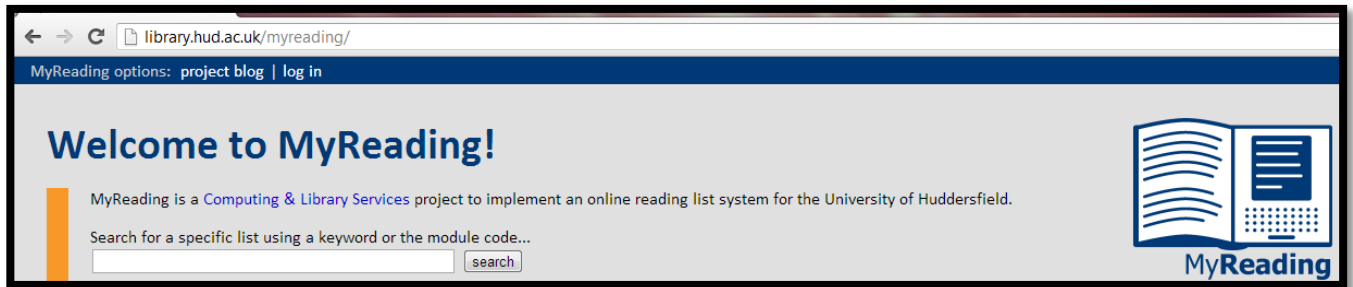 library.hud.ac.uk/myreading/
MyReading options: project blog | log in
Welcome to MyReading!
MyReading is a Computing & Library Services project to implement an online reading list system for the University of Huddersfield.
Search for a specific list using a keyword or the module code...
search
MyReading